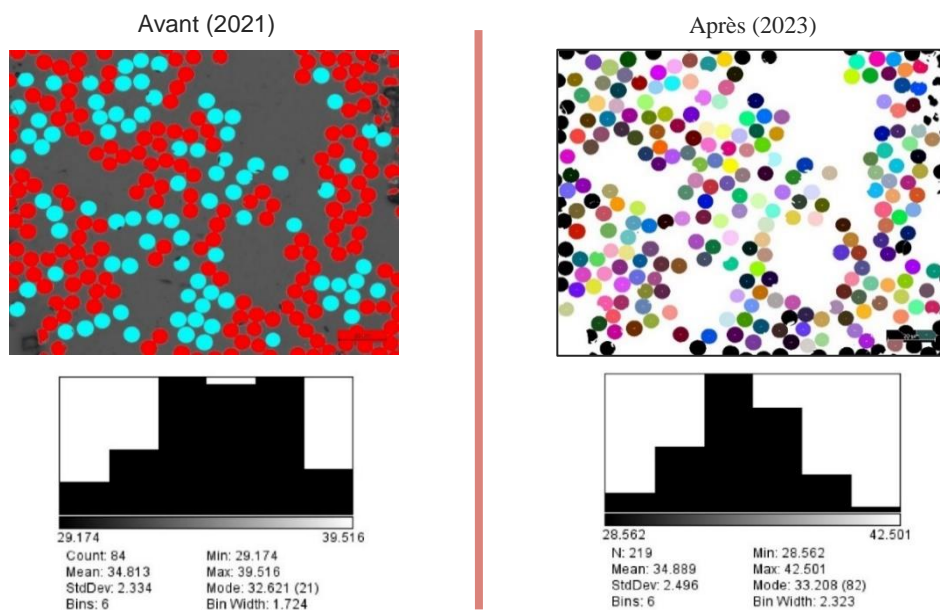 Avant (2021)
Après (2023)
29.174 39.516
Count: 84 Min: 29.174
Mean: 34.813 Max: 39.516
StdDev: 2.334 Mode: 32.621 (21)
Bins: 6 Bin Width: 1.724
28.562 42.501
N: 219 Min: 28.562
Mean: 34.889 Max: 42.501
StdDev: 2.496 Mode: 33.208 (82)
Bins: 6 Bin Width: 2.323